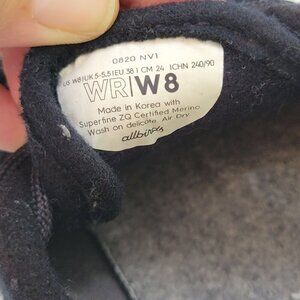 0820 NV1
US W8|UK 5-5.5|EU 38|CM 24 |CHN 240/90
WR|W8
Made in Korea with
Superfine ZQ Certified Merino
Wash on delicate. Air Dry
allbirds